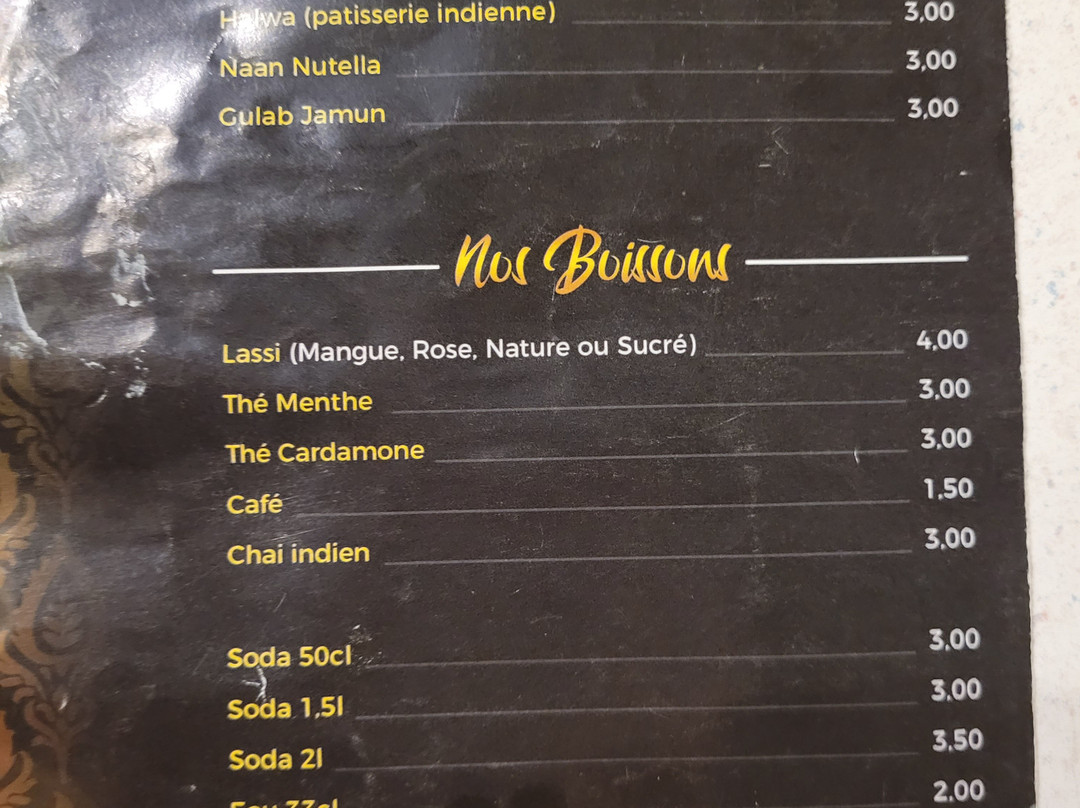 Halwa (patisserie indienne) 3,00
Naan Nutella 3,00
Gulab Jamun 3,00
Nos Boissons
Lassi (Mangue, Rose, Nature ou Sucré) 4,00
Thé Menthe 3,00
Thé Cardamone 3,00
Café 1,50
Chai indien 3,00
Soda 50cl 3,00
Soda 1,5l 3,00
Soda 2l 3,50
2,00